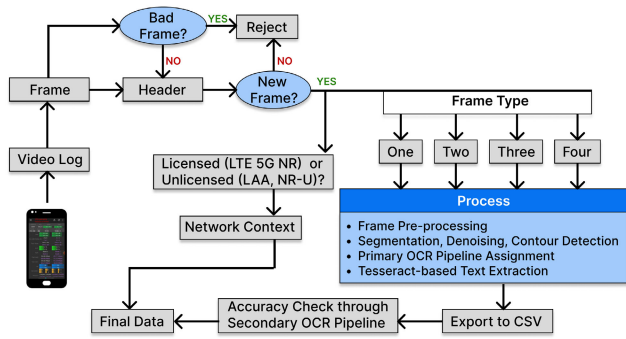 Bad
Frame?
YES
Reject
NO
NO
Frame
Header
New
Frame?
YES
Frame Type
One
Two
Three
Four
Video Log
Licensed (LTE 5G NR) or
Unlicensed (LAA, NR-U)?
Network Context
Process
• Frame Pre-processing
• Segmentation, Denoising, Contour Detection
• Primary OCR Pipeline Assignment
• Tesseract-based Text Extraction
Final Data
Accuracy Check through
Secondary OCR Pipeline
Export to CSV